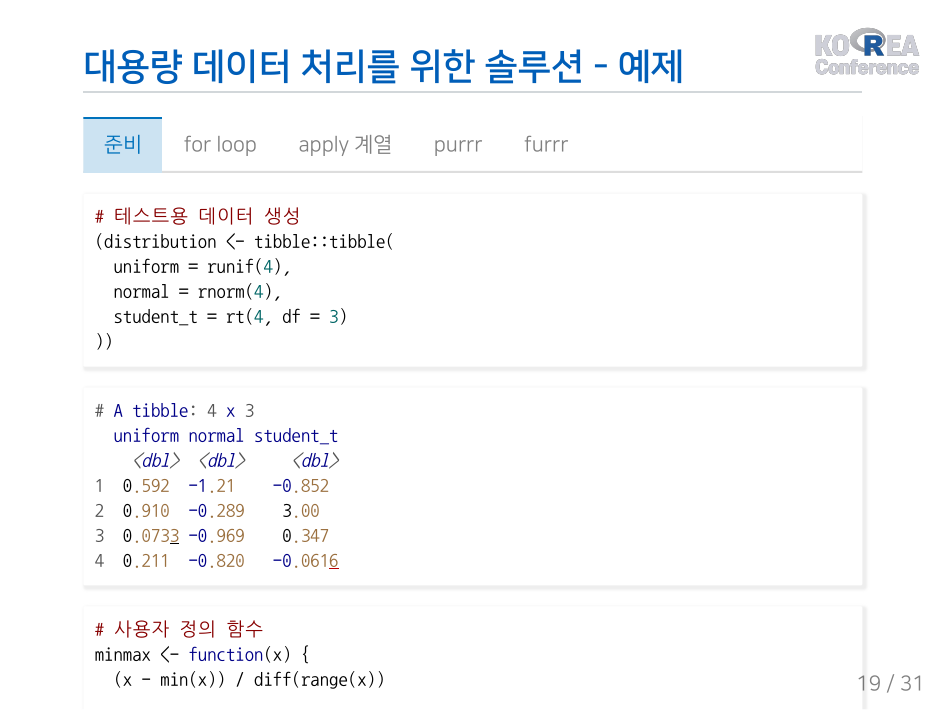 대용량 데이터 처리를 위한 솔루션 - 예제
KOREA
Conference
준비 for loop apply 계열 purrr furrr
# 테스트용 데이터 생성
(distribution <- tibble::tibble(
  uniform = runif(4),
  normal = rnorm(4),
  student_t = rt(4, df = 3)
))
# A tibble: 4 x 3
  uniform normal student_t
    <dbl>  <dbl>     <dbl>
1  0.592  -1.21    -0.852
2  0.910  -0.289    3.00
3  0.0733 -0.969    0.347
4  0.211  -0.820   -0.0616
# 사용자 정의 함수
minmax <- function(x) {
  (x - min(x)) / diff(range(x))
19 / 31